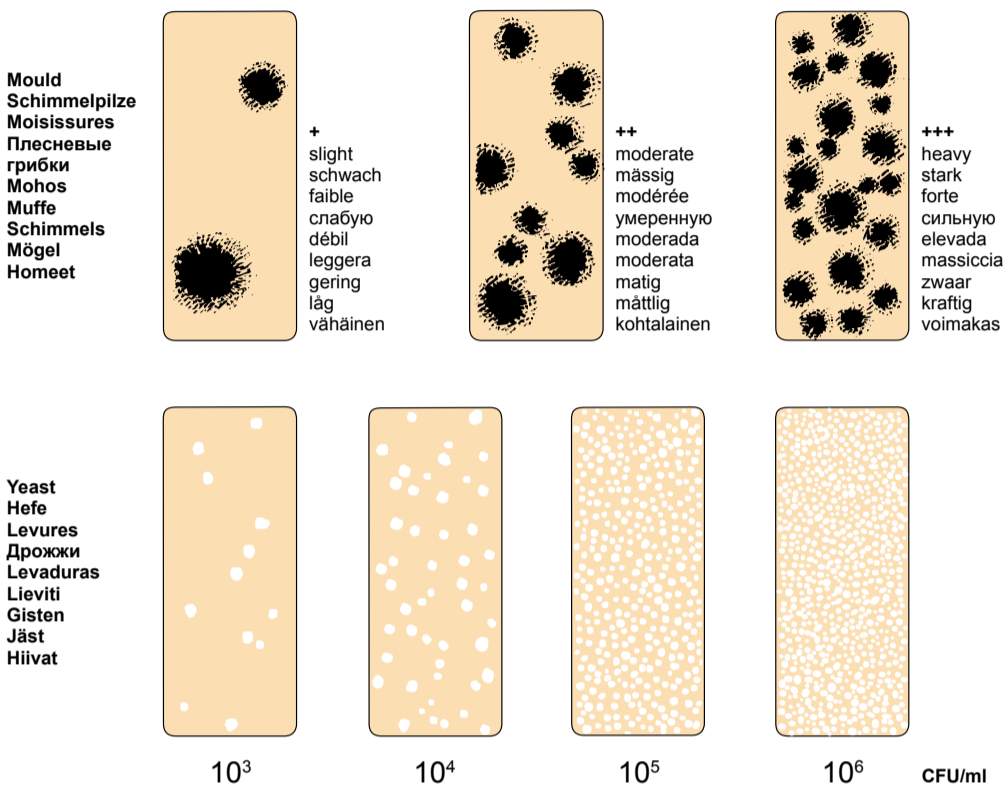 Mould
Schimmelpilze
Moisissures
Плесневые
грибки
Mohos
Muffe
Schimmels
Mögel
Homeet
+
slight
schwach
faible
слабую
débil
leggera
gering
låg
vähäinen
++
moderate
mässig
modérée
умеренную
moderada
moderata
matig
måttlig
kohtalainen
+++
heavy
stark
forte
сильную
elevada
massiccia
zwaar
kraftig
voimakas
Yeast
Hefe
Levures
Дрожжи
Levaduras
Lieviti
Gisten
Jäst
Hiivat
10³ 10⁴ 10⁵ 10⁶ CFU/ml